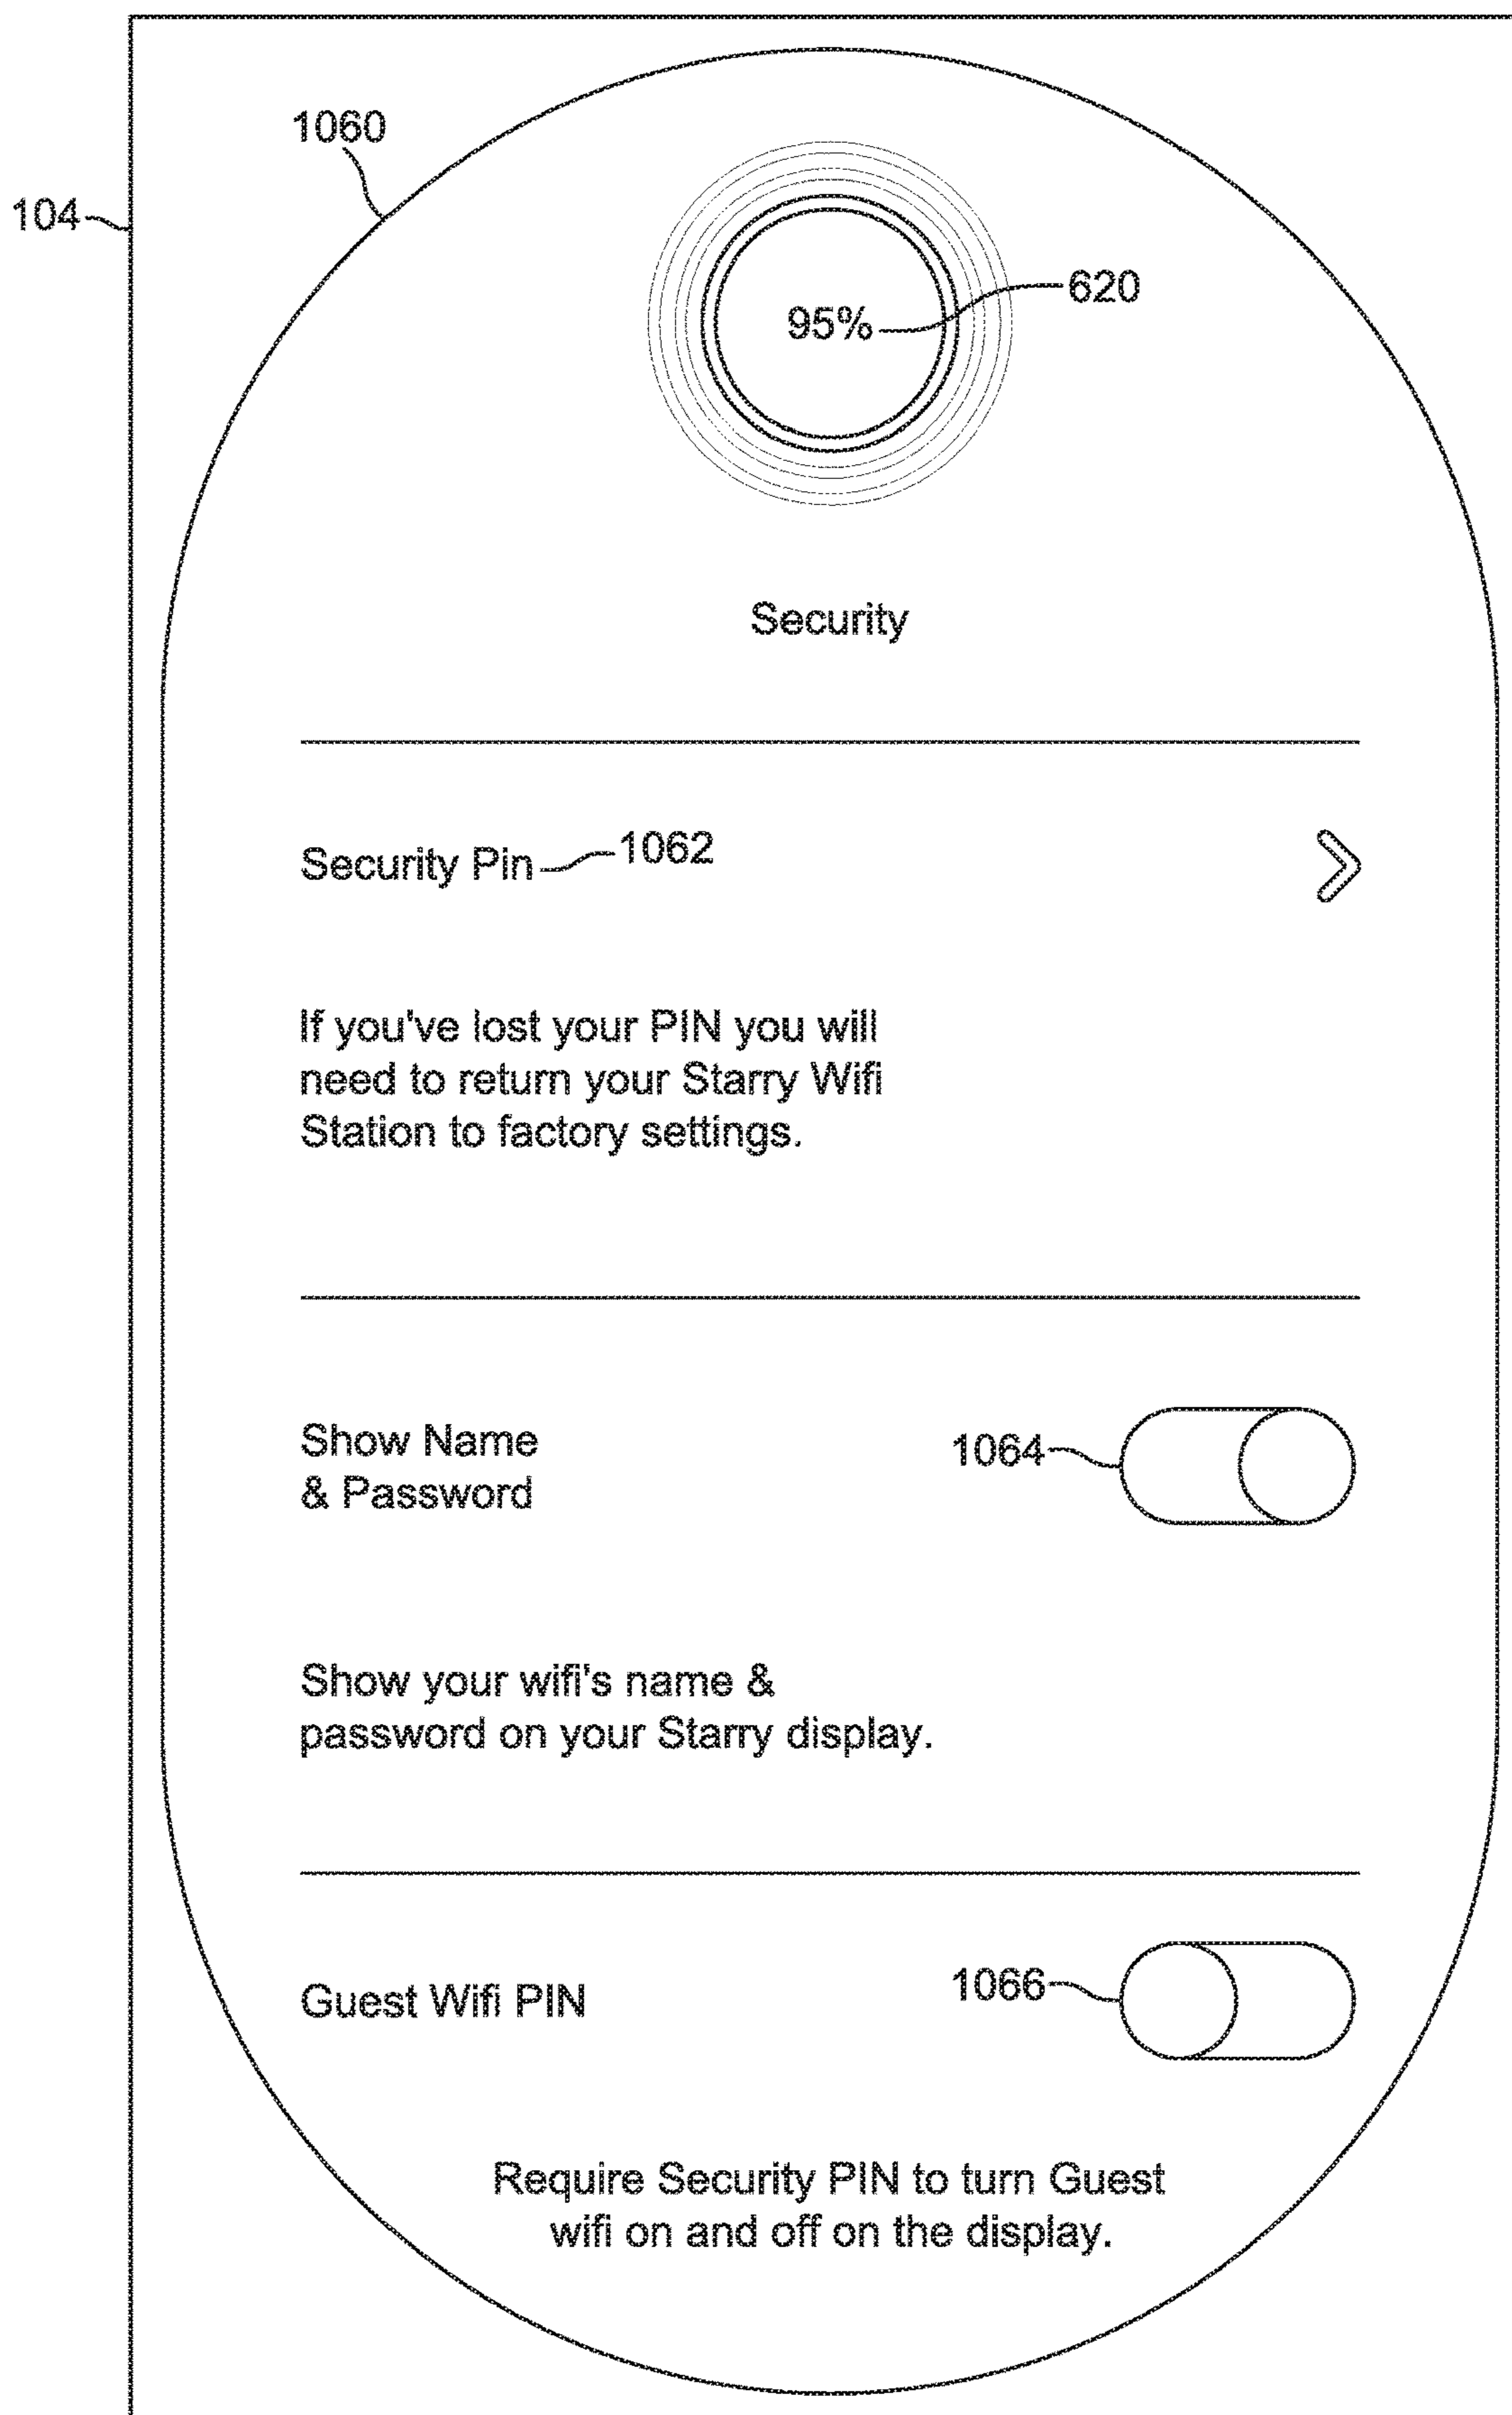 1060
104
620
95%
Security
Security Pin 1062
If you've lost your PIN you will
need to return your Starry Wifi
Station to factory settings.
Show Name
& Password
1064
Show your wifi's name &
password on your Starry display.
Guest Wifi PIN 1066
Require Security PIN to turn Guest
wifi on and off on the display.